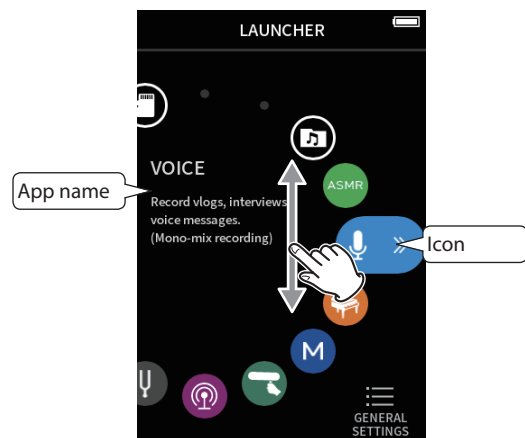 LAUNCHER
VOICE
App name
Record vlogs, interviews,
voice messages.
(Mono-mix recording)
ASMR
Icon
M
GENERAL
SETTINGS